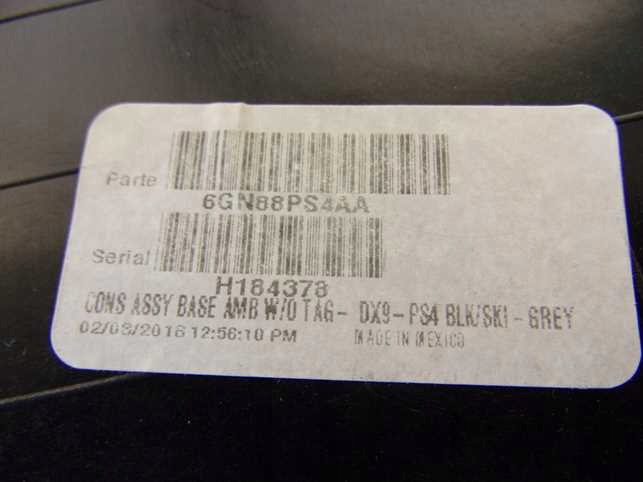 Parte
6GN88PS4AA
Serial
H184378
CONS ASSY BASE AMB W/O TAG- DX9-PS4 BLK/SKI-GREY
02/08/2016 12:56:10 PM MADE IN MEXICO